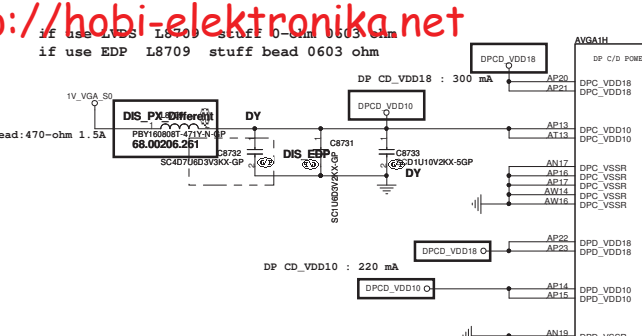 p://hobi-elektronika.net
if use LVDS L8709 stuff 0-ohm 0603 ohm
if use EDP L8709 stuff bead 0603 ohm
AVGA1H
DP C/D POWE
DPCD_VDD18
DP CD_VDD18 : 300 mA
AP20 DPC_VDD18
AP21 DPC_VDD18
1V_VGA_S0
DPCD_VDD10
DIS_PX_Different
DY
ead:470-ohm 1.5A
PBY160808T-471Y-N-GP
68.00206.261
AP13 DPC_VDD10
AT13 DPC_VDD10
C8732
SC4D7U6D3V3KX-GP
DIS_EDP
C8731
SC1U6D3V2KX-GP
C8733
SCD1U10V2KX-5GP
DY
AN17 DPC_VSSR
AP16 DPC_VSSR
AP17 DPC_VSSR
AW14 DPC_VSSR
AW16 DPC_VSSR
DPCD_VDD18
AP22 DPD_VDD18
AP23 DPD_VDD18
DP CD_VDD10 : 220 mA
DPCD_VDD10
AP14 DPD_VDD10
AP15 DPD_VDD10
AN19 DPD_VSSR